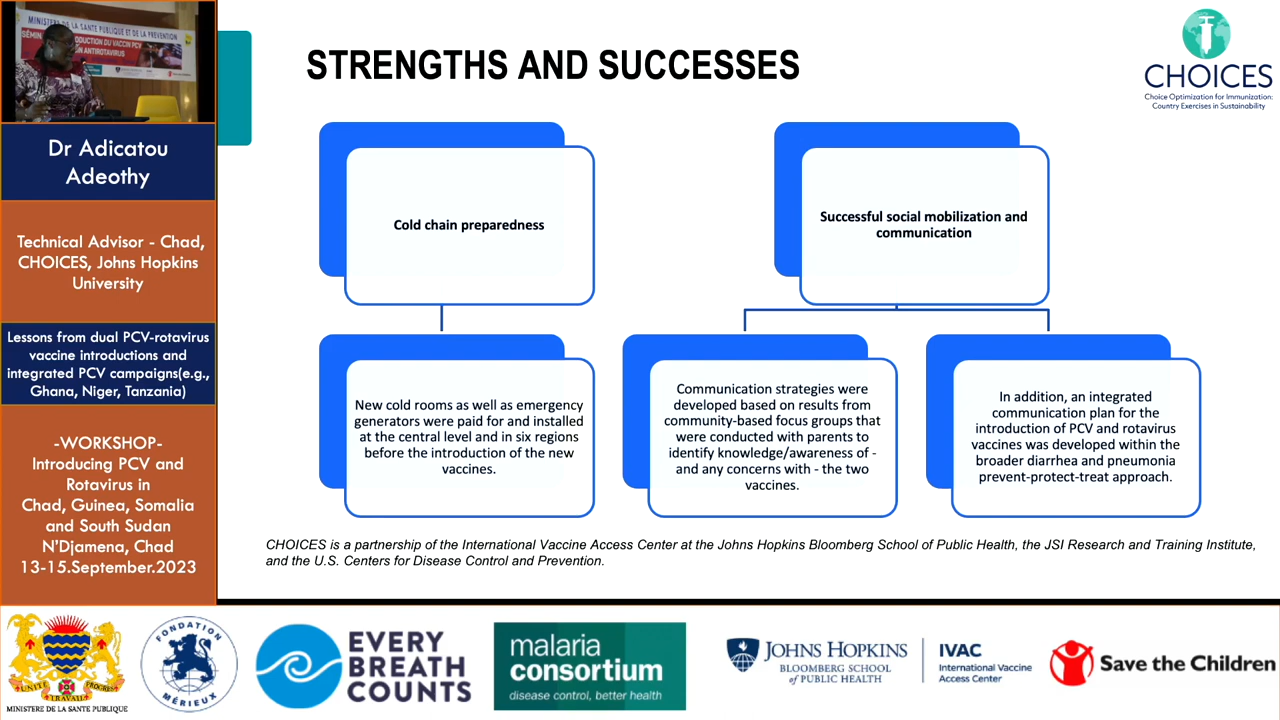 MINISTERE DE LA SANTE PUBLIQUE ET DE LA PREVENTION
Dr Adicatou
Adeothy
Technical Advisor - Chad,
CHOICES, Johns Hopkins
University
Lessons from dual PCV-rotavirus
vaccine introductions and
integrated PCV campaigns(e.g.,
Ghana, Niger, Tanzania)
-WORKSHOP-
Introducing PCV and
Rotavirus in
Chad, Guinea, Somalia
and South Sudan
N'Djamena, Chad
13-15.September.2023
STRENGTHS AND SUCCESSES
CHOICES
Choice Optimization for Immunization:
Country Exercises in Sustainability
Cold chain preparedness
Successful social mobilization and
communication
New cold rooms as well as emergency
generators were paid for and installed
at the central level and in six regions
before the introduction of the new
vaccines.
Communication strategies were
developed based on results from
community-based focus groups that
were conducted with parents to
identify knowledge/awareness of -
and any concerns with - the two
vaccines.
In addition, an integrated
communication plan for the
introduction of PCV and rotavirus
vaccines was developed within the
broader diarrhea and pneumonia
prevent-protect-treat approach.
CHOICES is a partnership of the International Vaccine Access Center at the Johns Hopkins Bloomberg School of Public Health, the JSI Research and Training Institute,
and the U.S. Centers for Disease Control and Prevention.
UNITE TRAVAIL PROGRES
MINISTERE DE LA SANTE PUBLIQUE
FONDATION
MÉRIEUX
EVERY
BREATH
COUNTS
malaria
consortium
disease control, better health
JOHNS HOPKINS
BLOOMBERG SCHOOL
of PUBLIC HEALTH
IVAC
International Vaccine
Access Center
Save the Children